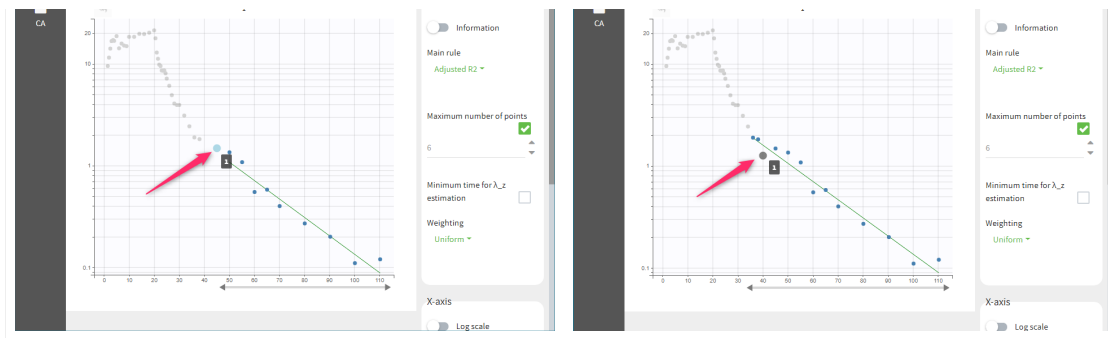 CA
20
10
1
0.1
0 10 20 30 40 50 60 70 80 90 100 110
1
Information
Main rule
Adjusted R2
Maximum number of points
6
Minimum time for λ_z
estimation
Weighting
Uniform
X-axis
Log scale
CA
20
10
1
0.1
0 10 20 30 40 50 60 70 80 90 100 110
1
Information
Main rule
Adjusted R2
Maximum number of points
6
Minimum time for λ_z
estimation
Weighting
Uniform
X-axis
Log scale